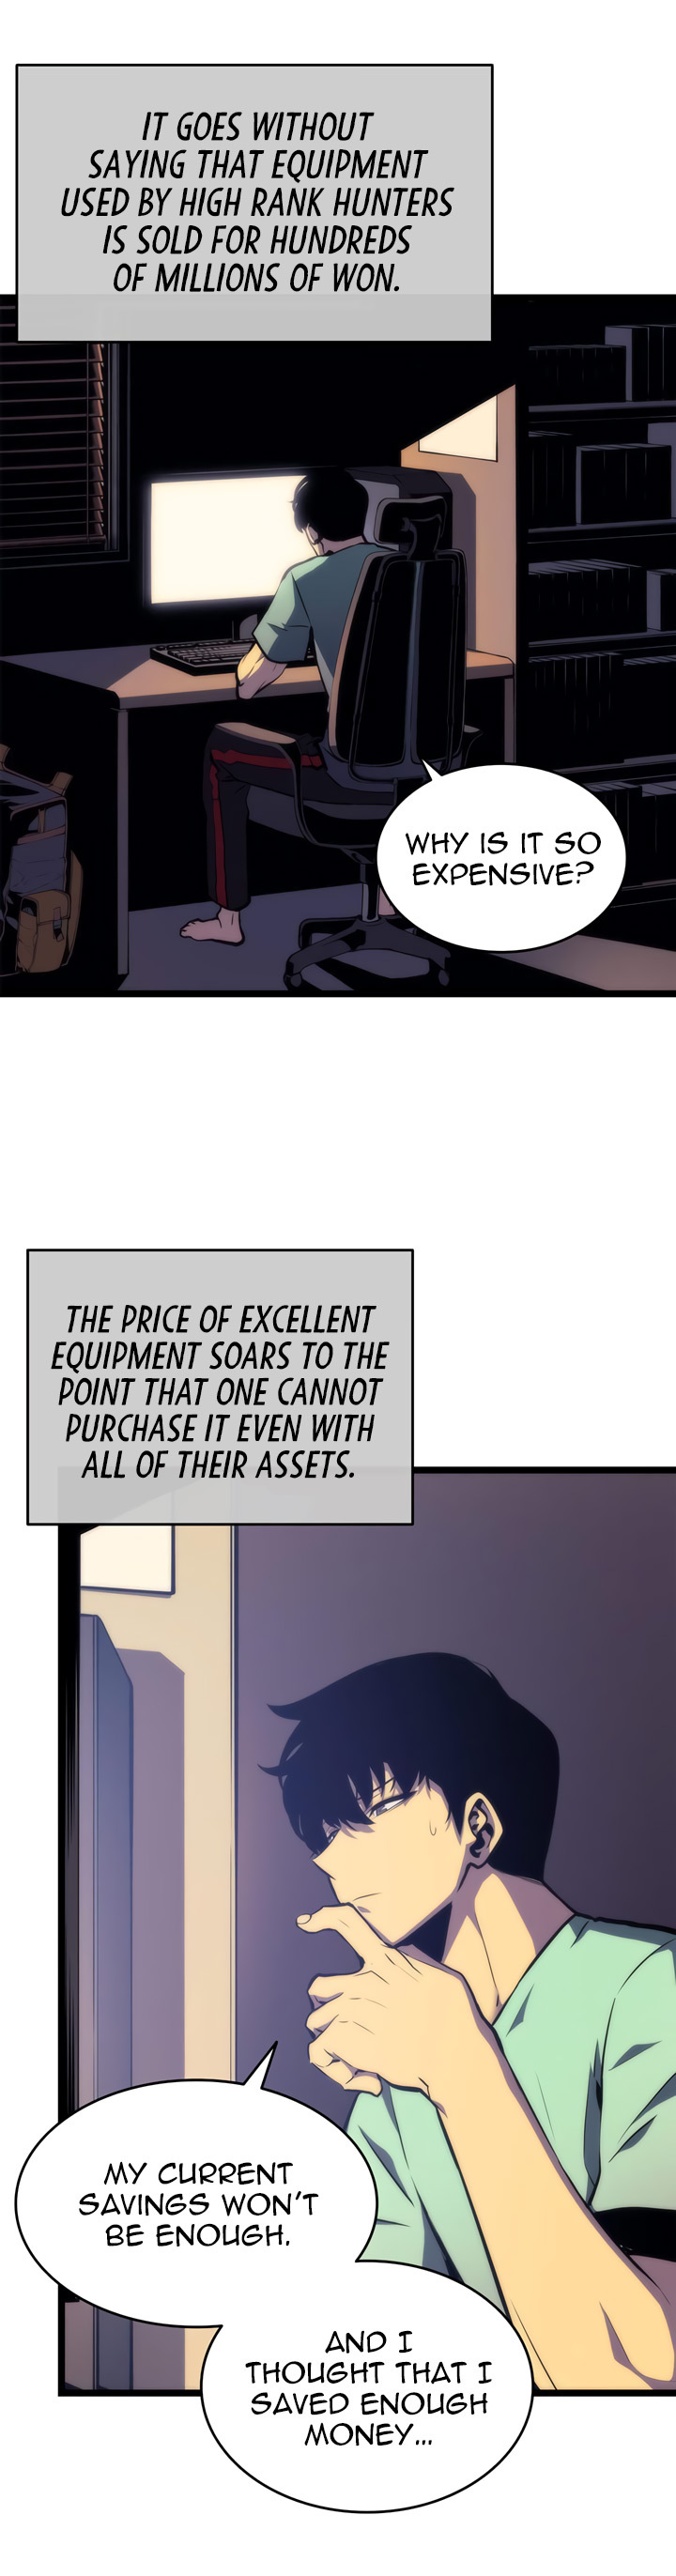 IT GOES WITHOUT
SAYING THAT EQUIPMENT
USED BY HIGH RANK HUNTERS
IS SOLD FOR HUNDREDS
OF MILLIONS OF WON.
WHY IS IT SO
EXPENSIVE?
THE PRICE OF EXCELLENT
EQUIPMENT SOARS TO THE
POINT THAT ONE CANNOT
PURCHASE IT EVEN WITH
ALL OF THEIR ASSETS.
MY CURRENT
SAVINGS WON'T
BE ENOUGH.
AND I
THOUGHT THAT I
SAVED ENOUGH
MONEY...